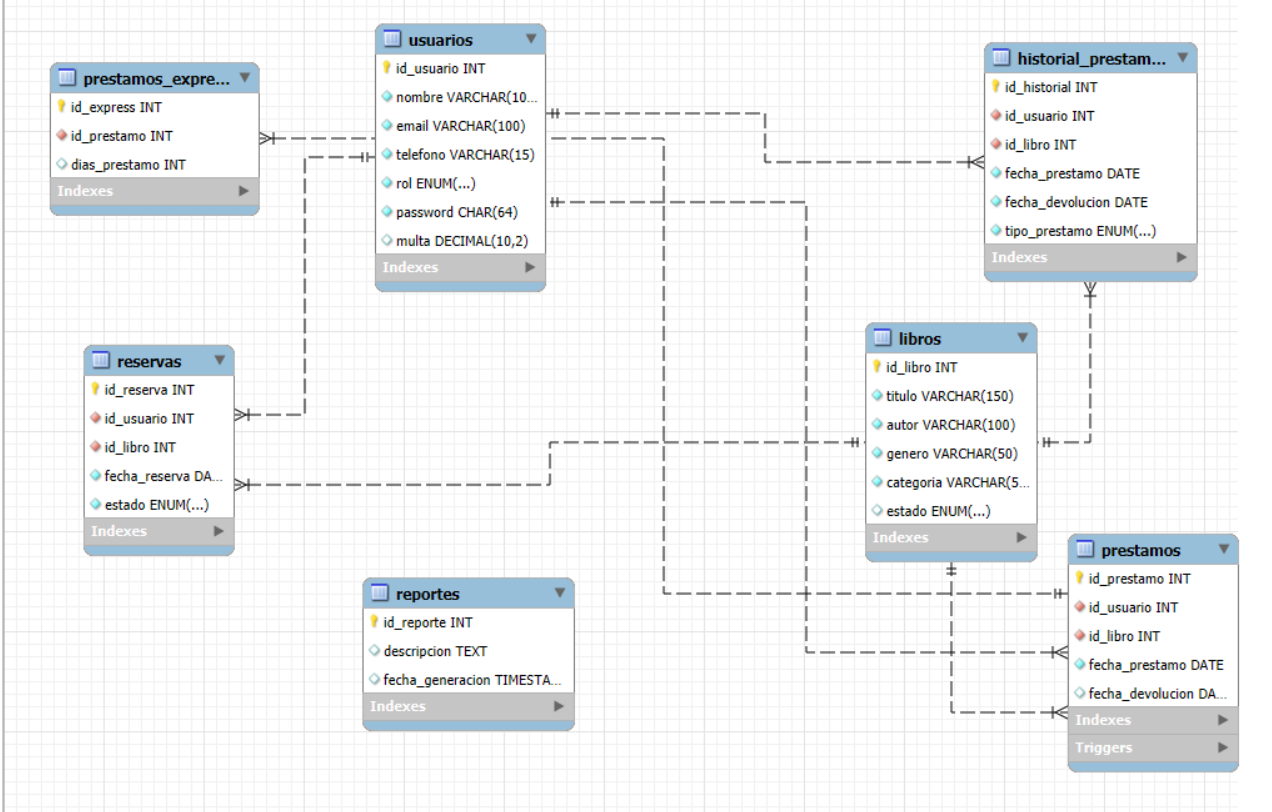 prestamos_expre...
id_express INT
id_prestamo INT
dias_prestamo INT
Indexes
usuarios
id_usuario INT
nombre VARCHAR(10...
email VARCHAR(100)
telefono VARCHAR(15)
rol ENUM(...)
password CHAR(64)
multa DECIMAL(10,2)
Indexes
historial_prestam...
id_historial INT
id_usuario INT
id_libro INT
fecha_prestamo DATE
fecha_devolucion DATE
tipo_prestamo ENUM(...)
Indexes
reservas
id_reserva INT
id_usuario INT
id_libro INT
fecha_reserva DA...
estado ENUM(...)
Indexes
libros
id_libro INT
titulo VARCHAR(150)
autor VARCHAR(100)
genero VARCHAR(50)
categoria VARCHAR(5...
estado ENUM(...)
Indexes
reportes
id_reporte INT
descripcion TEXT
fecha_generacion TIMESTA...
Indexes
prestamos
id_prestamo INT
id_usuario INT
id_libro INT
fecha_prestamo DATE
fecha_devolucion DA...
Indexes
Triggers